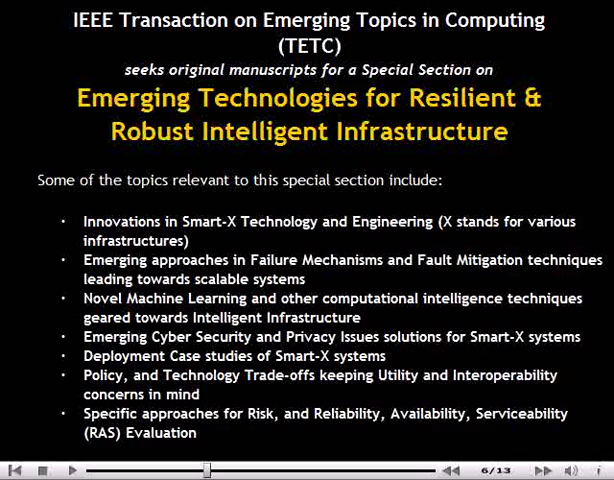 IEEE Transaction on Emerging Topics in Computing
(TETC)
seeks original manuscripts for a Special Section on
Emerging Technologies for Resilient &
Robust Intelligent Infrastructure
Some of the topics relevant to this special section include:
· Innovations in Smart-X Technology and Engineering (X stands for various
infrastructures)
· Emerging approaches in Failure Mechanisms and Fault Mitigation techniques
leading towards scalable systems
· Novel Machine Learning and other computational intelligence techniques
geared towards Intelligent Infrastructure
· Emerging Cyber Security and Privacy Issues solutions for Smart-X systems
· Deployment Case studies of Smart-X systems
· Policy, and Technology Trade-offs keeping Utility and Interoperability
concerns in mind
· Specific approaches for Risk, and Reliability, Availability, Serviceability
(RAS) Evaluation
6/13